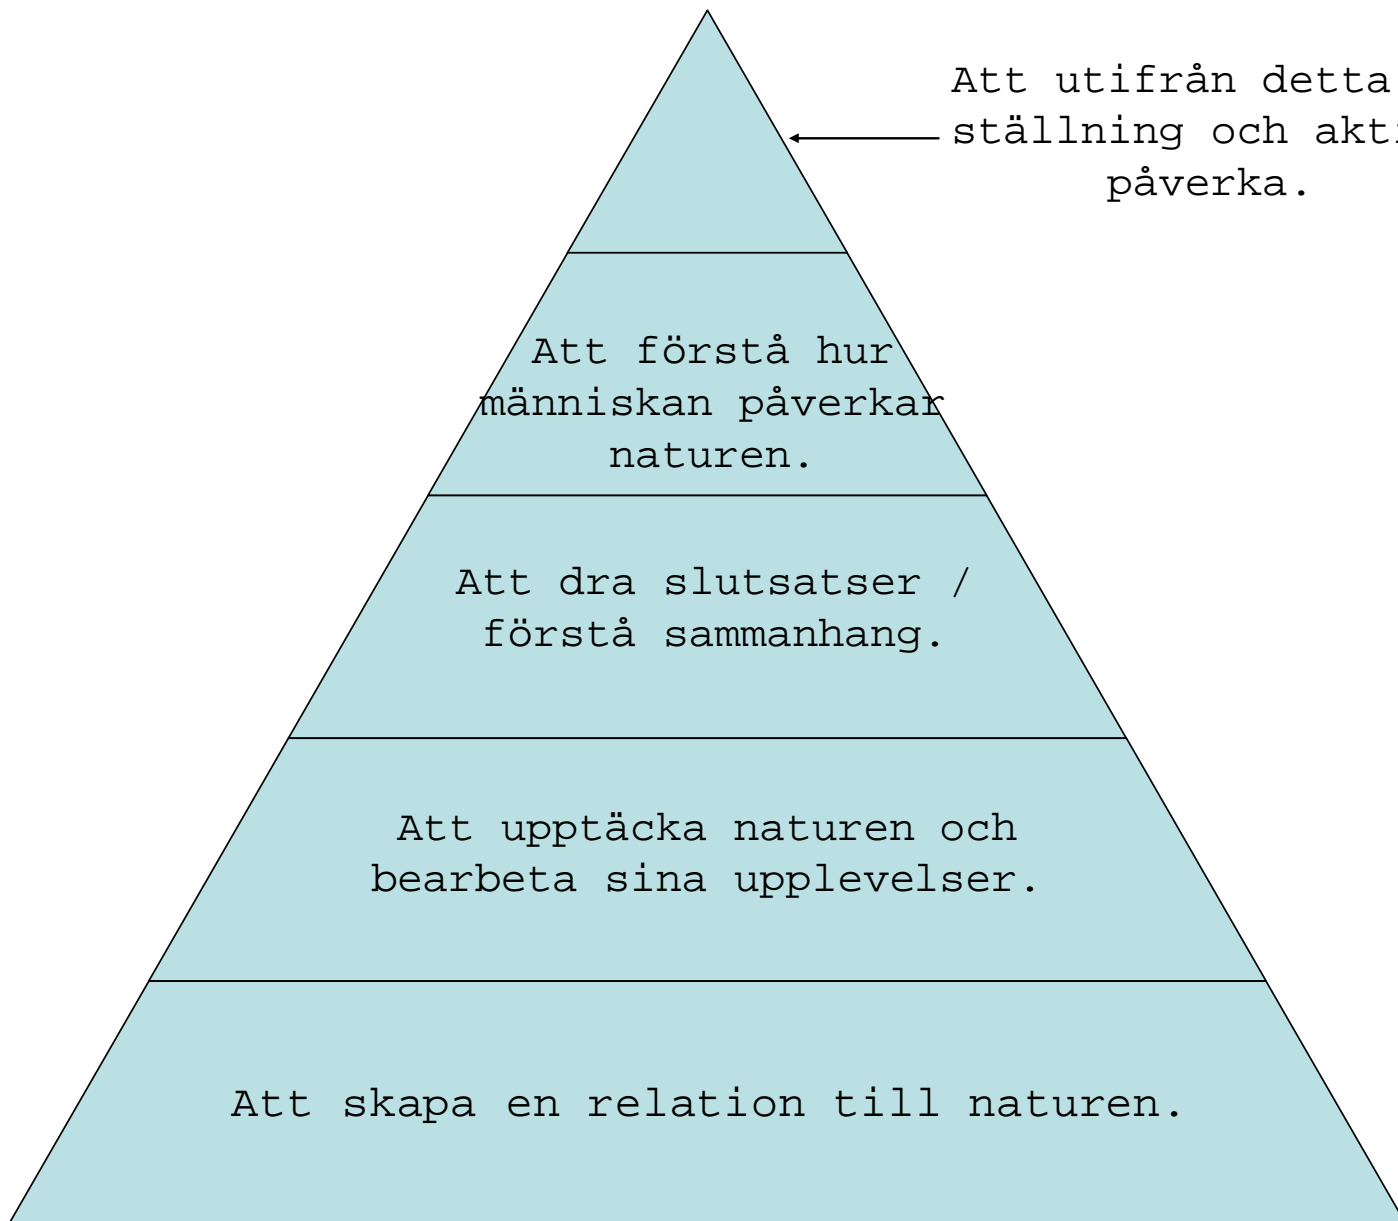 Att utifrån detta
ställning och akti
påverka.
Att förstå hur
människan påverkar
naturen.
Att dra slutsatser /
förstå sammanhang.
Att upptäcka naturen och
bearbeta sina upplevelser.
Att skapa en relation till naturen.